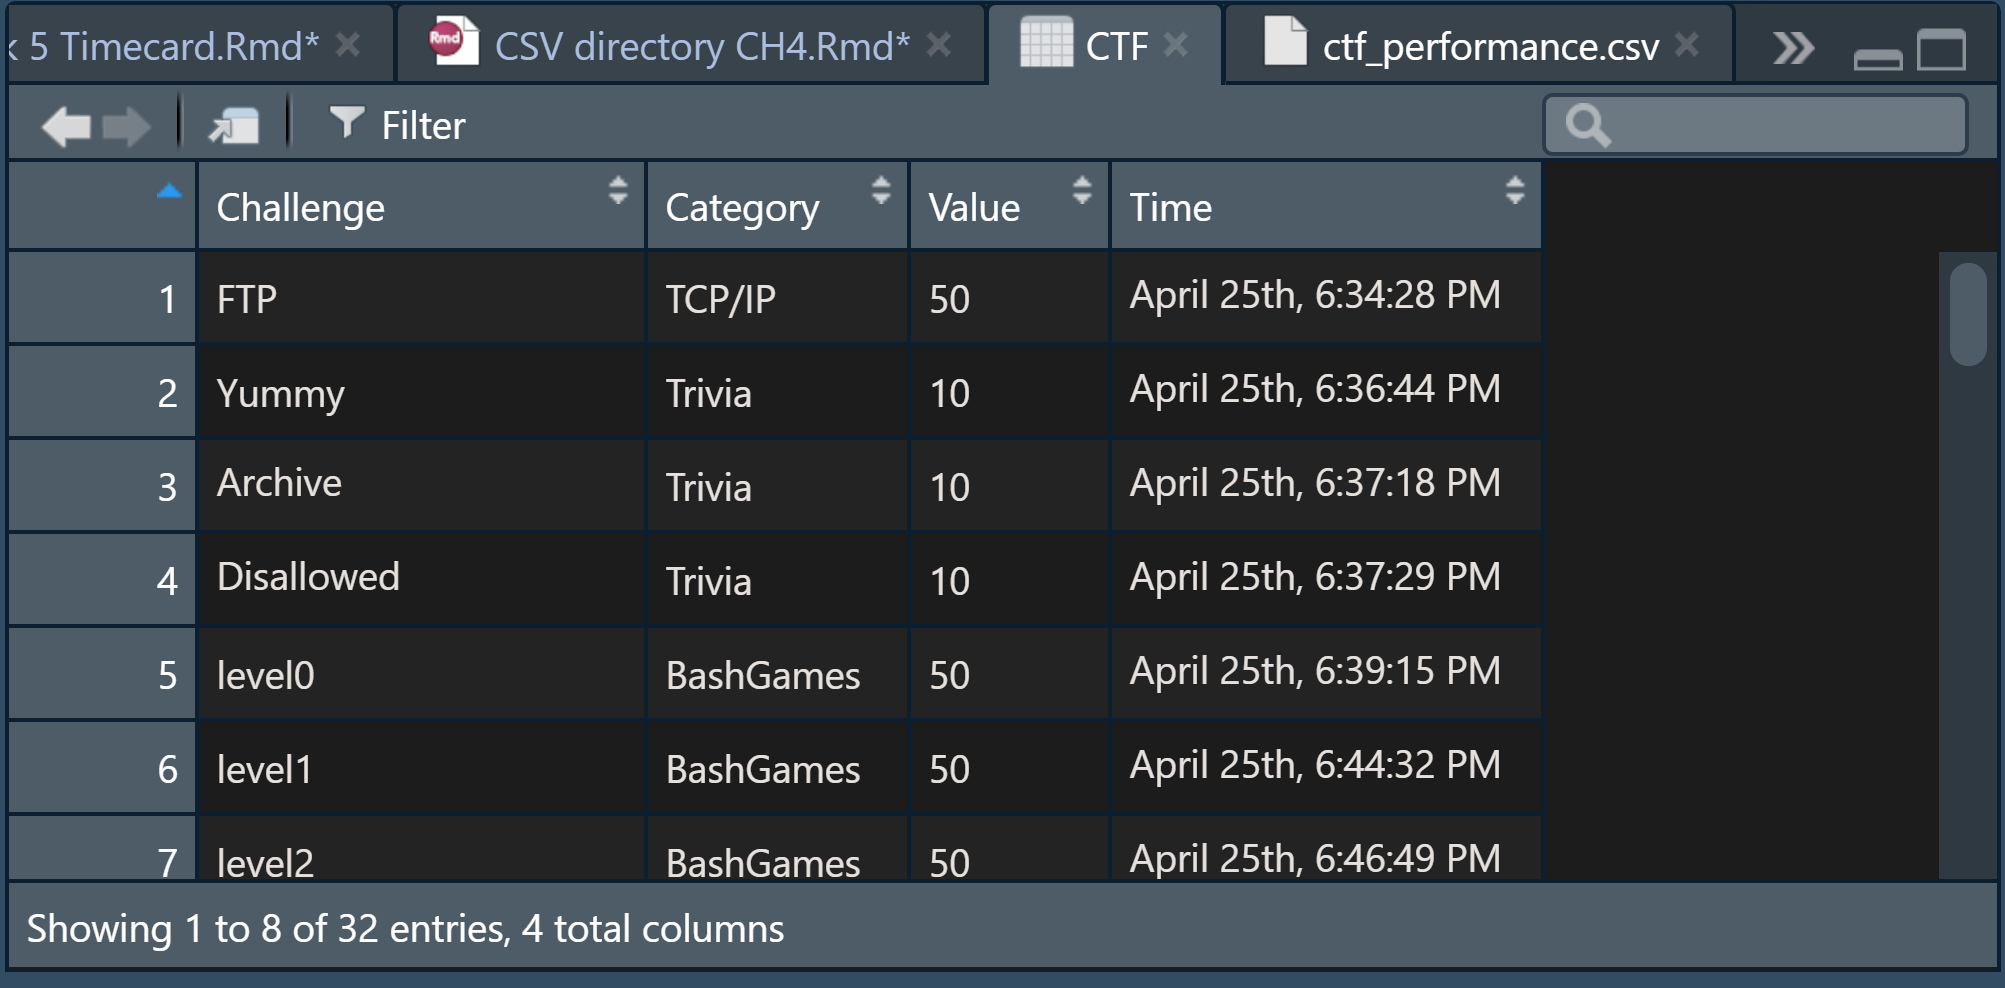 k 5 Timecard.Rmd* Rmd CSV directory CH4.Rmd* CTF ctf_performance.csv
Filter
Challenge Category Value Time
1 FTP TCP/IP 50 April 25th, 6:34:28 PM
2 Yummy Trivia 10 April 25th, 6:36:44 PM
3 Archive Trivia 10 April 25th, 6:37:18 PM
4 Disallowed Trivia 10 April 25th, 6:37:29 PM
5 level0 BashGames 50 April 25th, 6:39:15 PM
6 level1 BashGames 50 April 25th, 6:44:32 PM
7 level2 BashGames 50 April 25th, 6:46:49 PM
Showing 1 to 8 of 32 entries, 4 total columns